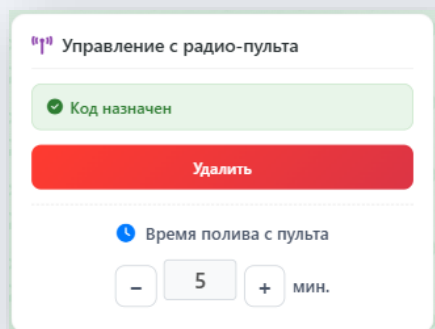 Управление с радио-пульта
Код назначен
Удалить
Время полива с пульта
− 5 + мин.